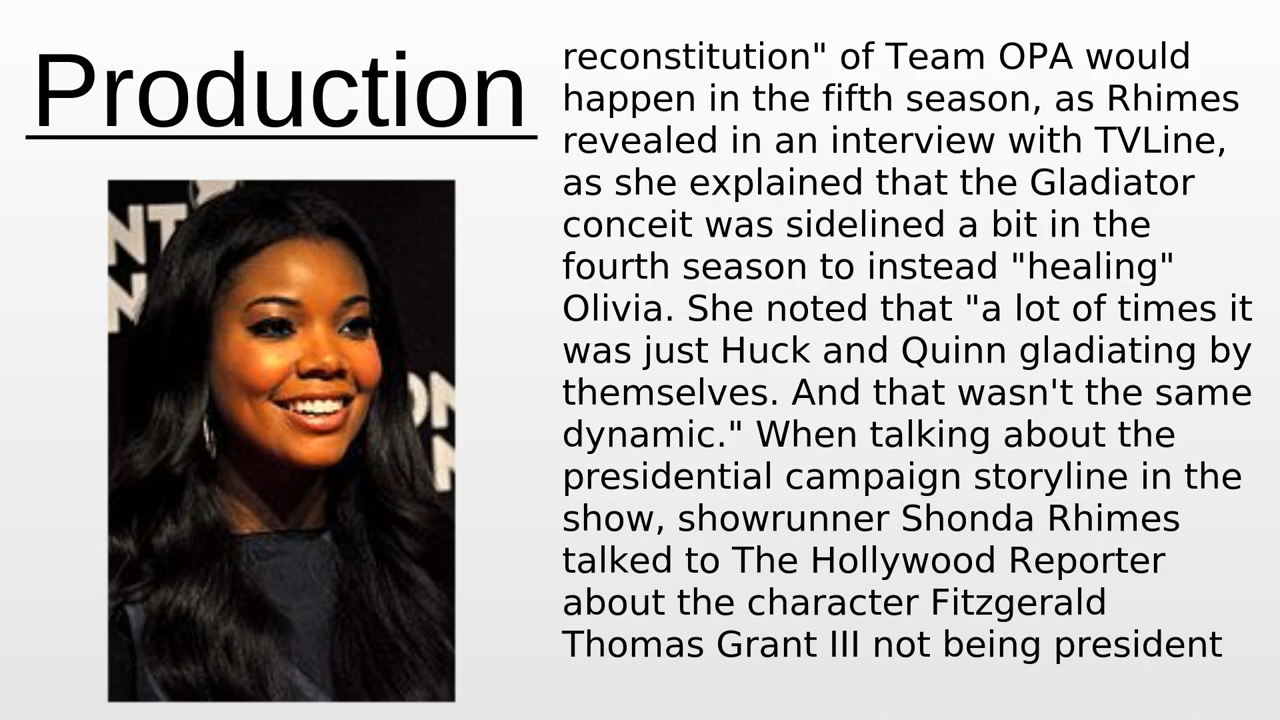 Production
reconstitution" of Team OPA would
happen in the fifth season, as Rhimes
revealed in an interview with TVLine,
as she explained that the Gladiator
conceit was sidelined a bit in the
fourth season to instead "healing"
Olivia. She noted that "a lot of times it
was just Huck and Quinn gladiating by
themselves. And that wasn't the same
dynamic." When talking about the
presidential campaign storyline in the
show, showrunner Shonda Rhimes
talked to The Hollywood Reporter
about the character Fitzgerald
Thomas Grant III not being president